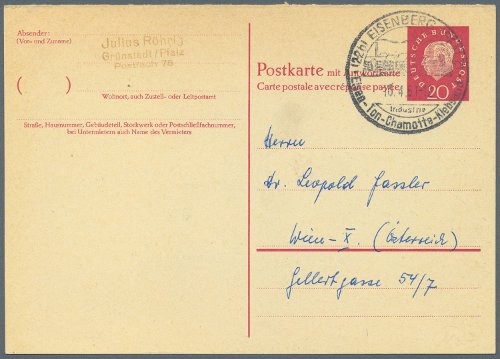 Absender:
(Vor- und Zuname)
Julius Röhrig
Grünstadt / Pfalz
Postfach 76
( )
Wohnort, auch Zustell- oder Leitpostamt
Straße, Hausnummer, Gebäudeteil, Stockwerk oder Postschließfachnummer,
bei Untermietern auch Name des Vermieters
(22b) EISENBERG
Industrie
Ton-Chamotte-Klebs
DEUTSCHE BUNDESPOST
20
Postkarte mit Antwortkarte
Carte postale avec réponse payée
Herrn
Dr. Leopold Fassler
Wien - X. (Österreich)
Gellertgasse 54/7